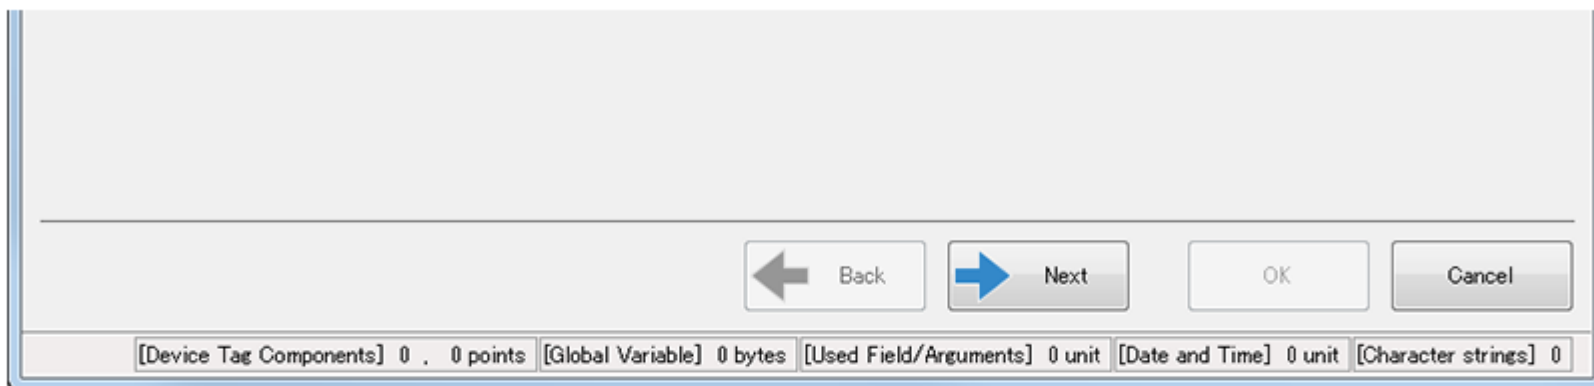 Back Next OK Cancel
[Device Tag Components] 0 , 0 points [Global Variable] 0 bytes [Used Field/Arguments] 0 unit [Date and Time] 0 unit [Character strings] 0